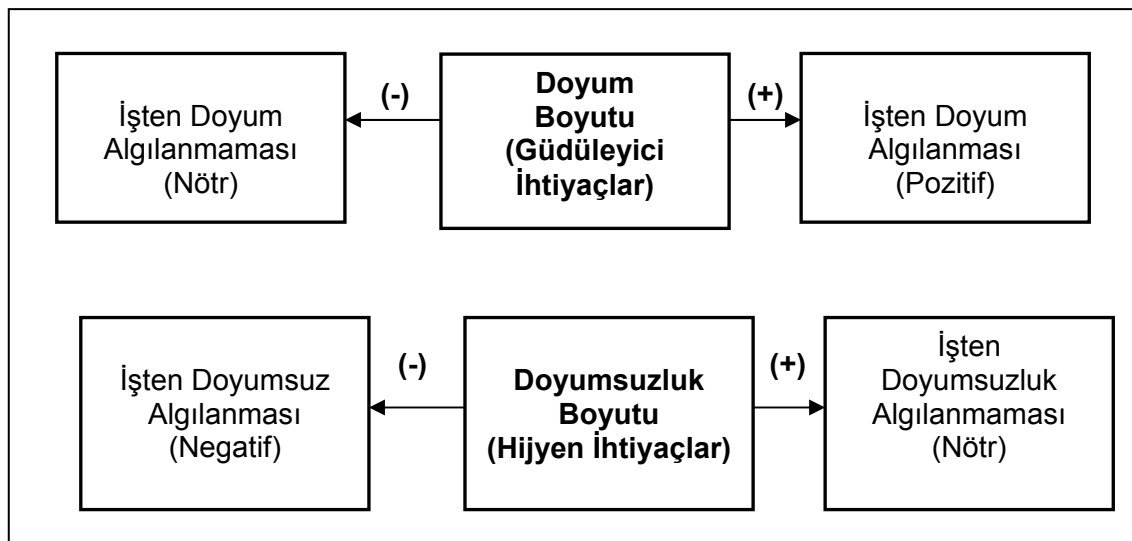 İşten Doyum
Algılanmaması
(Nötr)
(-)
Doyum
Boyutu
(Güdüleyici
İhtiyaçlar)
(+)
İşten Doyum
Algılanması
(Pozitif)
İşten Doyumsuz
Algılanması
(Negatif)
(-)
Doyumsuzluk
Boyutu
(Hijyen İhtiyaçlar)
(+)
İşten
Doyumsuzluk
Algılanmaması
(Nötr)